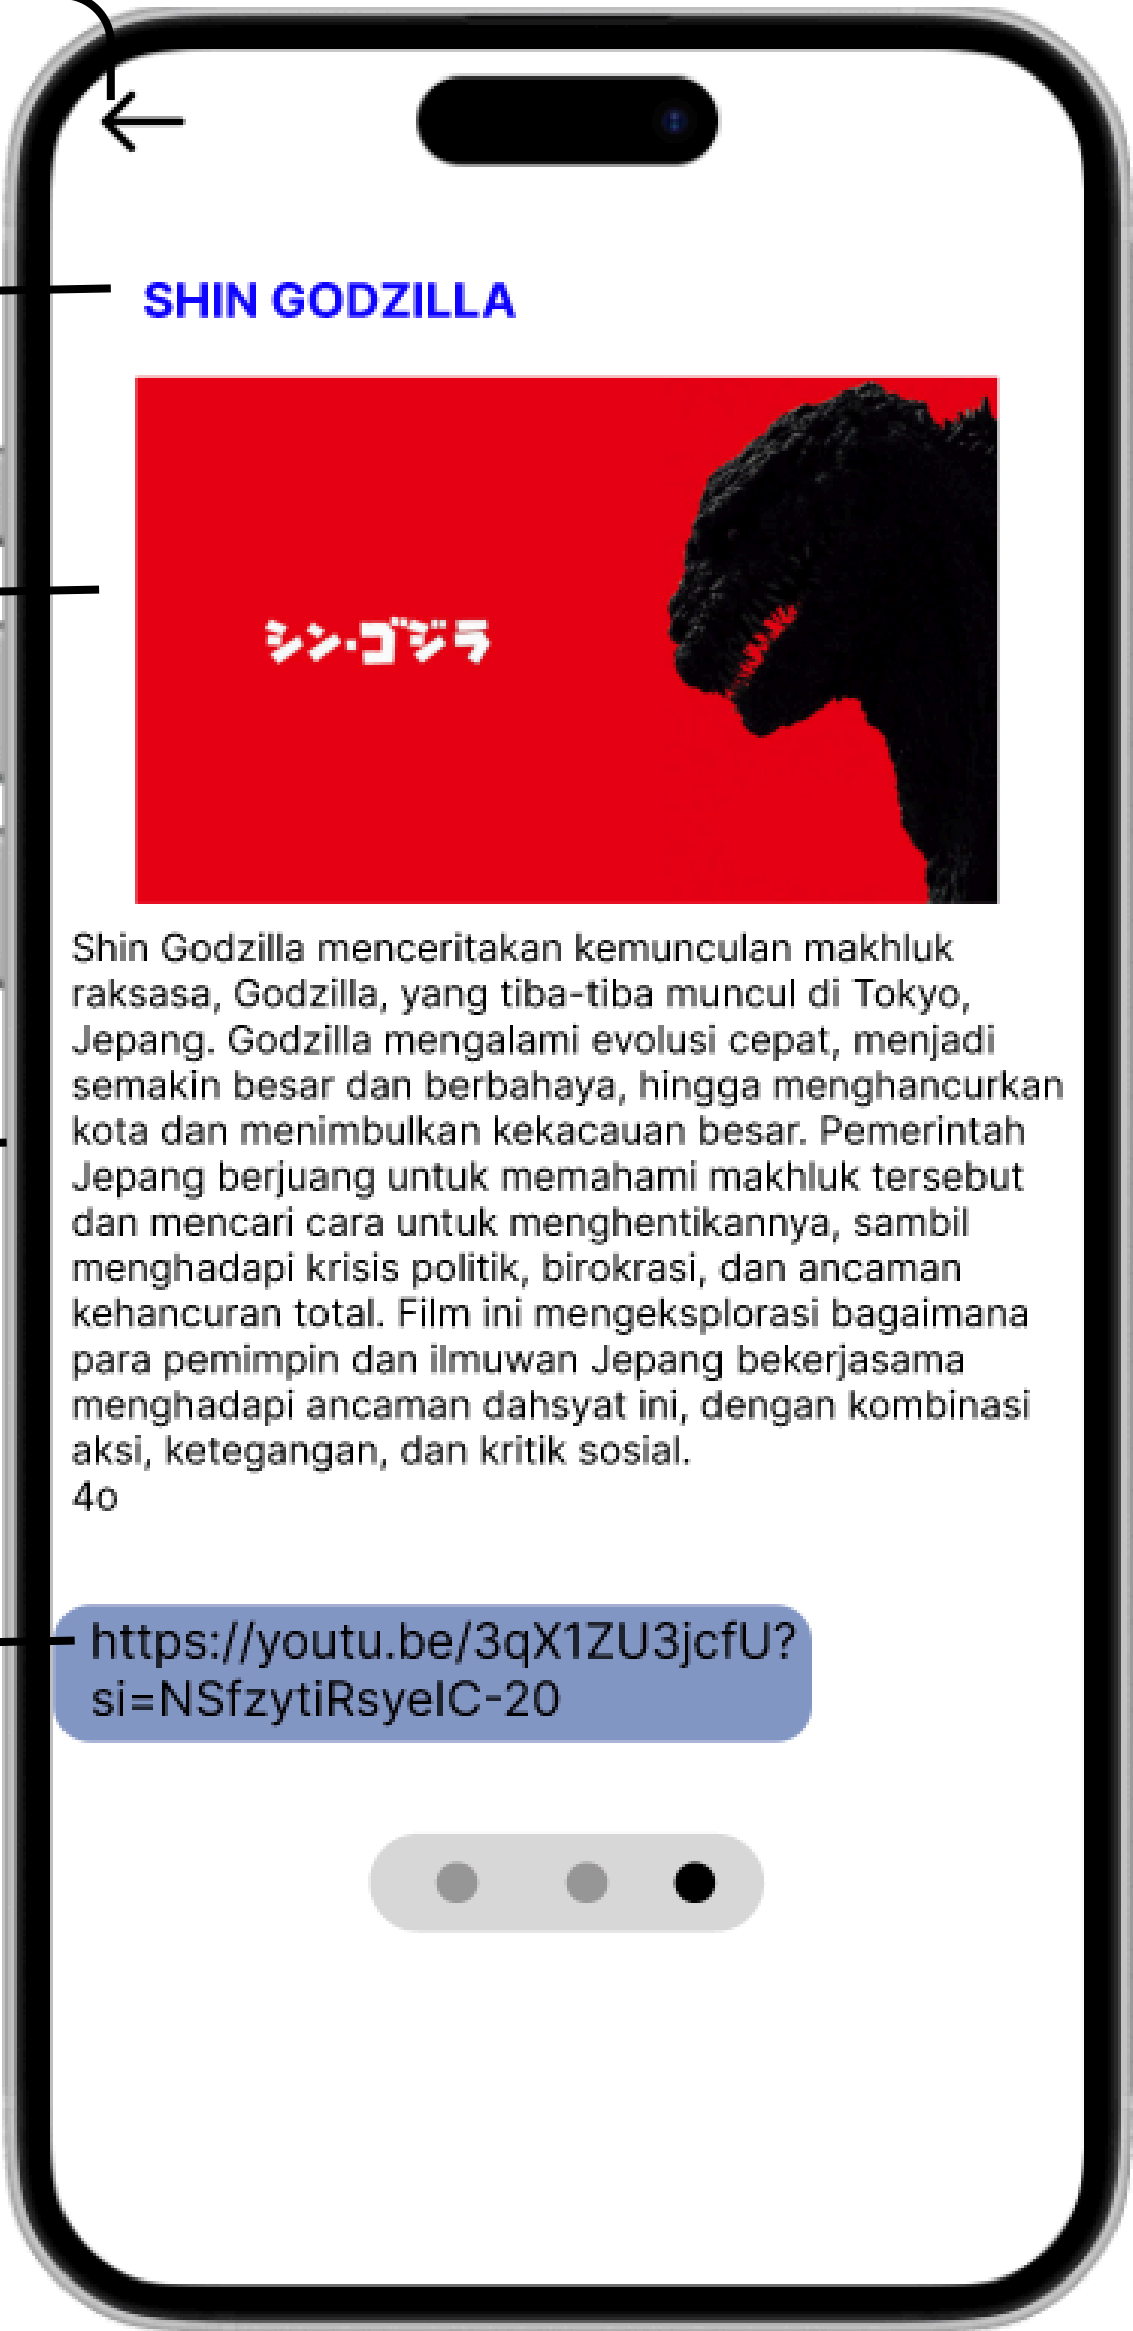 SHIN GODZILLA
シン・ゴジラ
Shin Godzilla menceritakan kemunculan makhluk
raksasa, Godzilla, yang tiba-tiba muncul di Tokyo,
Jepang. Godzilla mengalami evolusi cepat, menjadi
semakin besar dan berbahaya, hingga menghancurkan
kota dan menimbulkan kekacauan besar. Pemerintah
Jepang berjuang untuk memahami makhluk tersebut
dan mencari cara untuk menghentikannya, sambil
menghadapi krisis politik, birokrasi, dan ancaman
kehancuran total. Film ini mengeksplorasi bagaimana
para pemimpin dan ilmuwan Jepang bekerjasama
menghadapi ancaman dahsyat ini, dengan kombinasi
aksi, ketegangan, dan kritik sosial.
4o
https://youtu.be/3qX1ZU3jcfU?
si=NSfzytiRsyeIC-20